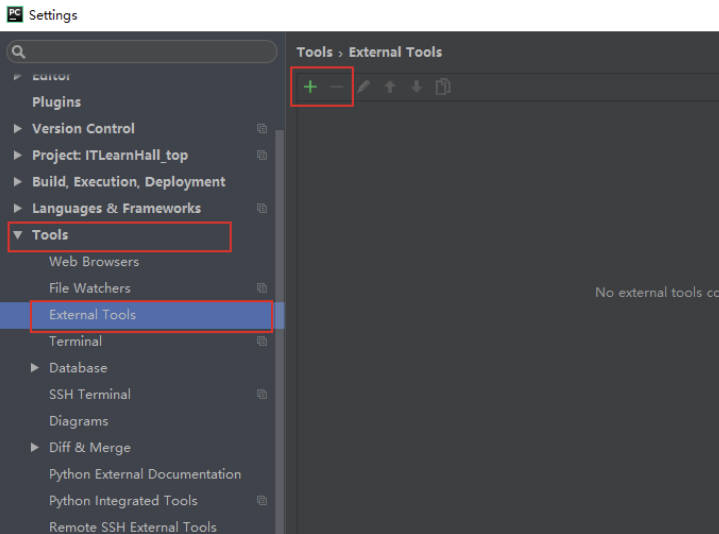 PC
Settings
Tools › External Tools
Editor
Plugins
Version Control
Project: ITLearnHall_top
Build, Execution, Deployment
Languages & Frameworks
Tools
Web Browsers
File Watchers
External Tools
No external tools co
Terminal
Database
SSH Terminal
Diagrams
Diff & Merge
Python External Documentation
Python Integrated Tools
Remote SSH External Tools